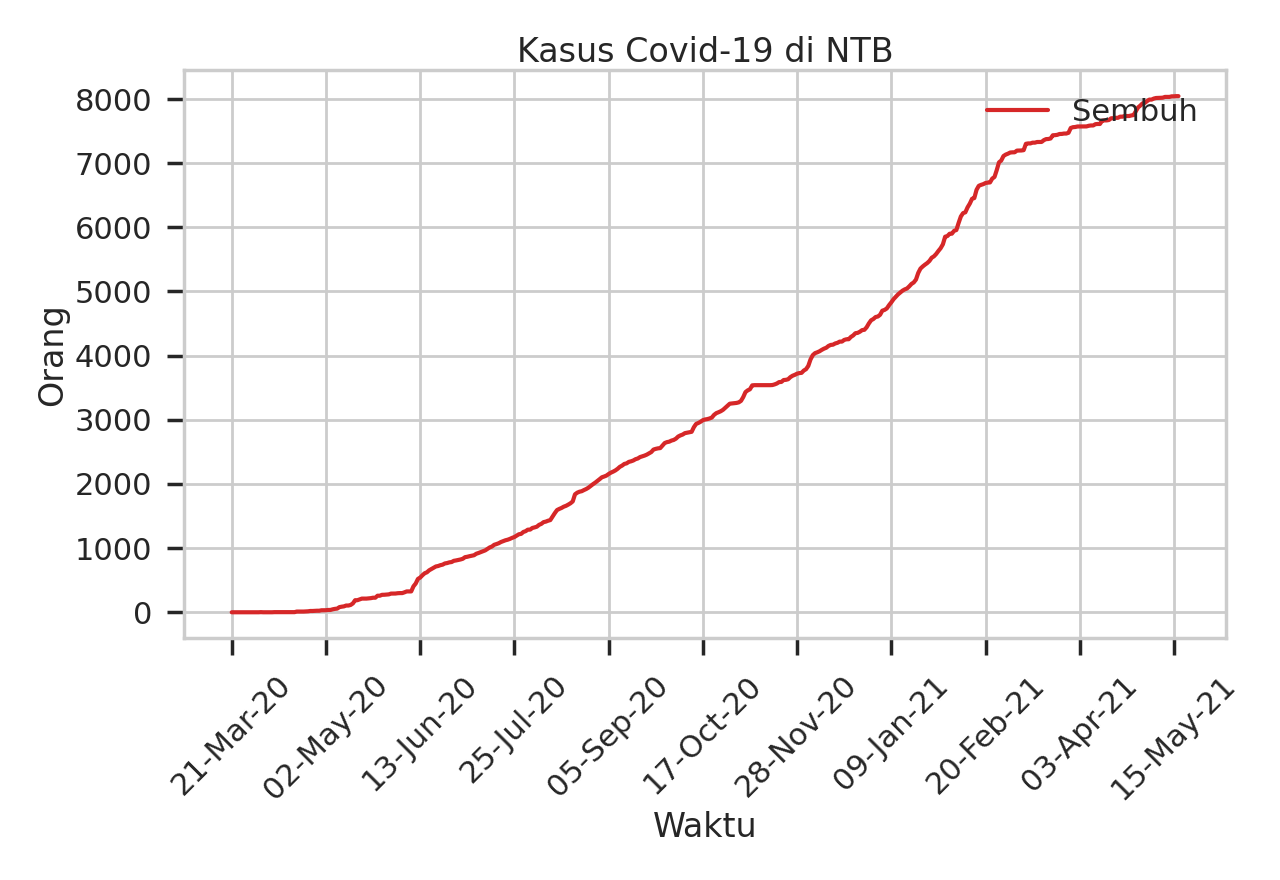 Kasus Covid-19 di NTB
Sembuh
8000
7000
6000
5000
4000
3000
2000
1000
0
Orang
21-Mar-20
02-May-20
13-Jun-20
25-Jul-20
05-Sep-20
17-Oct-20
28-Nov-20
09-Jan-21
20-Feb-21
03-Apr-21
15-May-21
Waktu